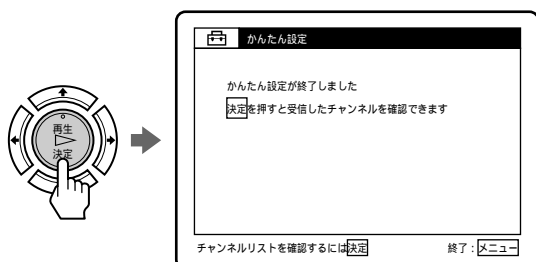 再生
決定
かんたん設定
かんたん設定が終了しました
決定を押すと受信したチャンネルを確認できます
チャンネルリストを確認するには決定
終了：メニュー